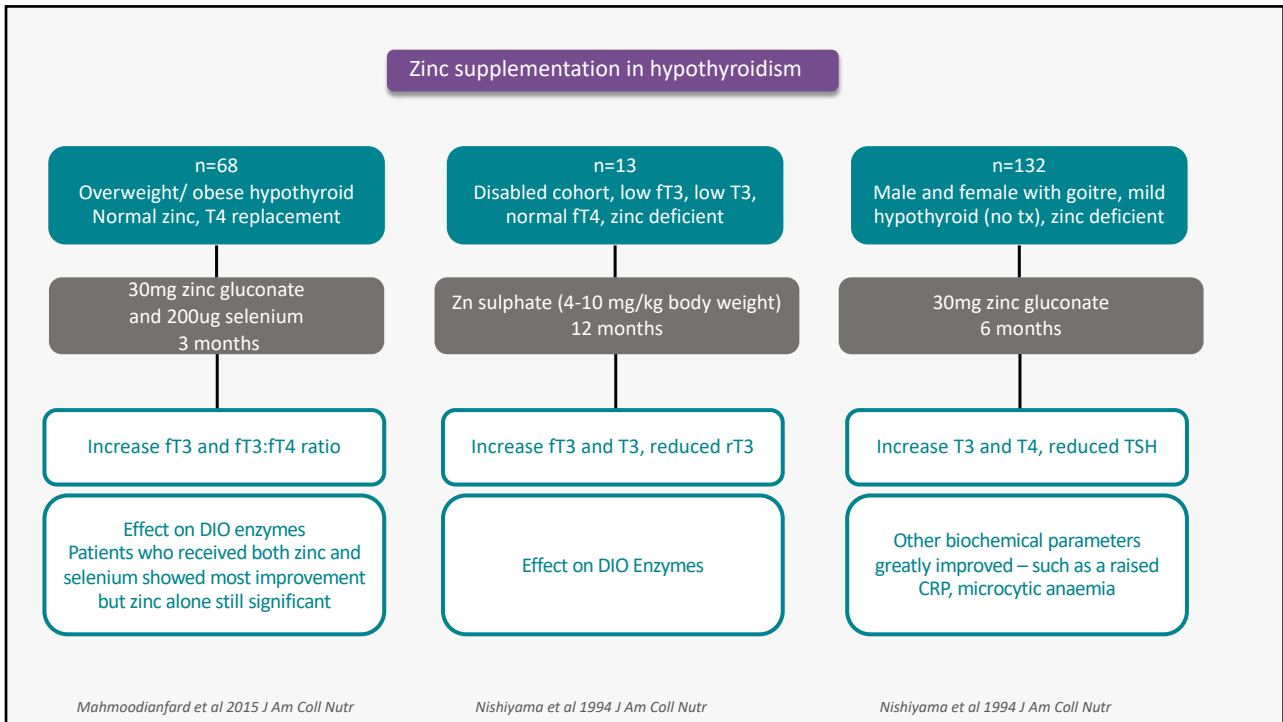 Zinc supplementation in hypothyroidism
n=68
Overweight/ obese hypothyroid
Normal zinc, T4 replacement
30mg zinc gluconate
and 200ug selenium
3 months
Increase fT3 and fT3:fT4 ratio
Effect on DIO enzymes
Patients who received both zinc and
selenium showed most improvement
but zinc alone still significant
Mahmoodianfard et al 2015 J Am Coll Nutr
n=13
Disabled cohort, low fT3, low T3,
normal fT4, zinc deficient
Zn sulphate (4-10 mg/kg body weight)
12 months
Increase fT3 and T3, reduced rT3
Effect on DIO Enzymes
Nishiyama et al 1994 J Am Coll Nutr
n=132
Male and female with goitre, mild
hypothyroid (no tx), zinc deficient
30mg zinc gluconate
6 months
Increase T3 and T4, reduced TSH
Other biochemical parameters
greatly improved – such as a raised
CRP, microcytic anaemia
Nishiyama et al 1994 J Am Coll Nutr